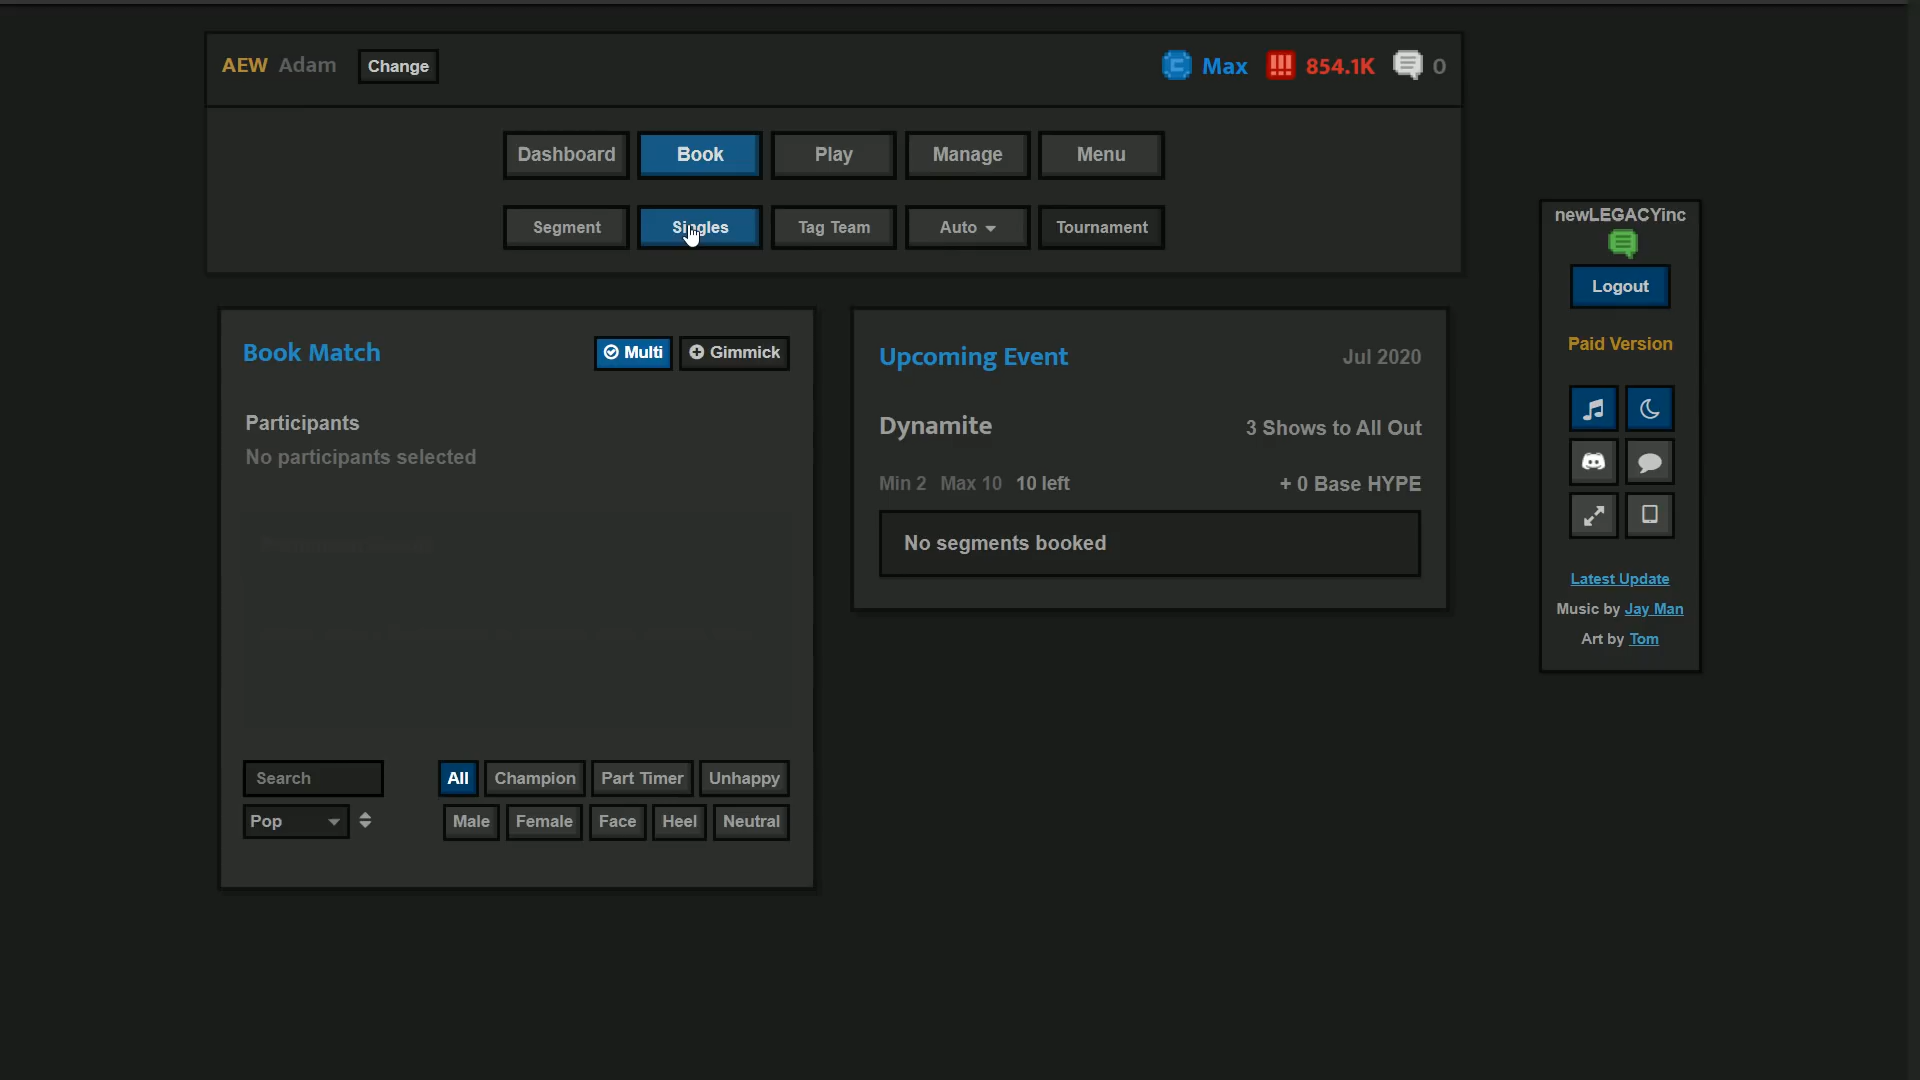 AEW Adam Change Max 854.1K 0
Dashboard Book Play Manage Menu
Segment Singles Tag Team Auto Tournament
newLEGACYinc
Logout
Paid Version
Latest Update
Music by Jay Man
Art by Tom
Book Match Multi Gimmick
Participants
No participants selected
Search All Champion Part Timer Unhappy
Pop Male Female Face Heel Neutral
Upcoming Event Jul 2020
Dynamite 3 Shows to All Out
Min 2 Max 10 10 left + 0 Base HYPE
No segments booked